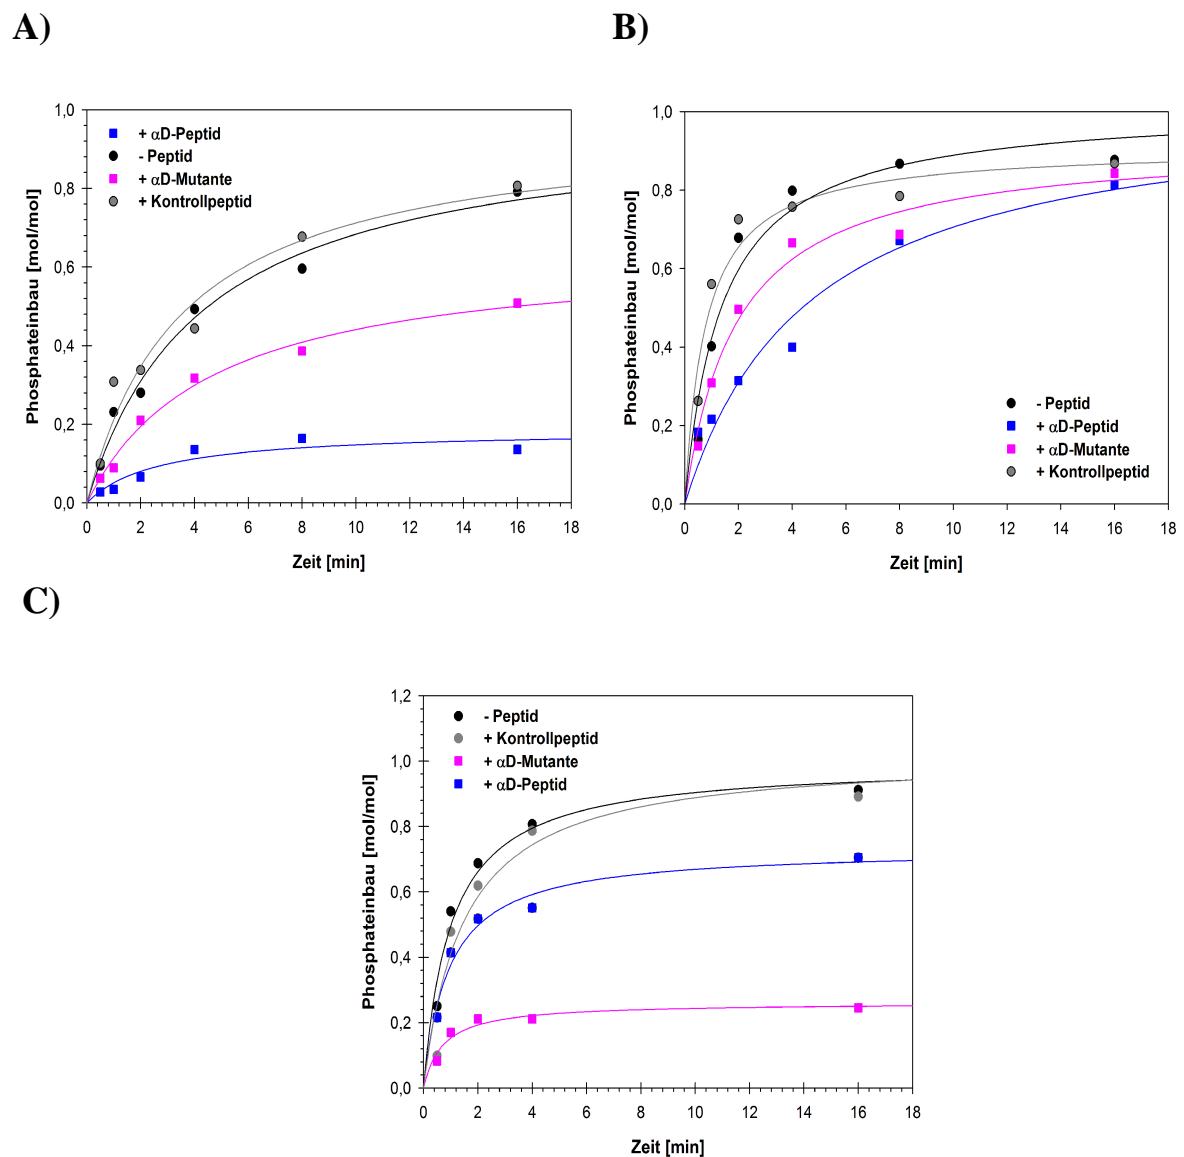 A)
Phosphateinbau [mol/mol]
1,0
0,8
0,6
0,4
0,2
0,0
+ αD-Peptid
- Peptid
+ αD-Mutante
+ Kontrollpeptid
0 2 4 6 8 10 12 14 16 18
Zeit [min]
B)
Phosphateinbau [mol/mol]
1,0
0,8
0,6
0,4
0,2
0,0
- Peptid
+ αD-Peptid
+ αD-Mutante
+ Kontrollpeptid
0 2 4 6 8 10 12 14 16 18
Zeit [min]
C)
Phosphateinbau [mol/mol]
1,2
1,0
0,8
0,6
0,4
0,2
0,0
- Peptid
+ Kontrollpeptid
+ αD-Mutante
+ αD-Peptid
0 2 4 6 8 10 12 14 16 18
Zeit [min]